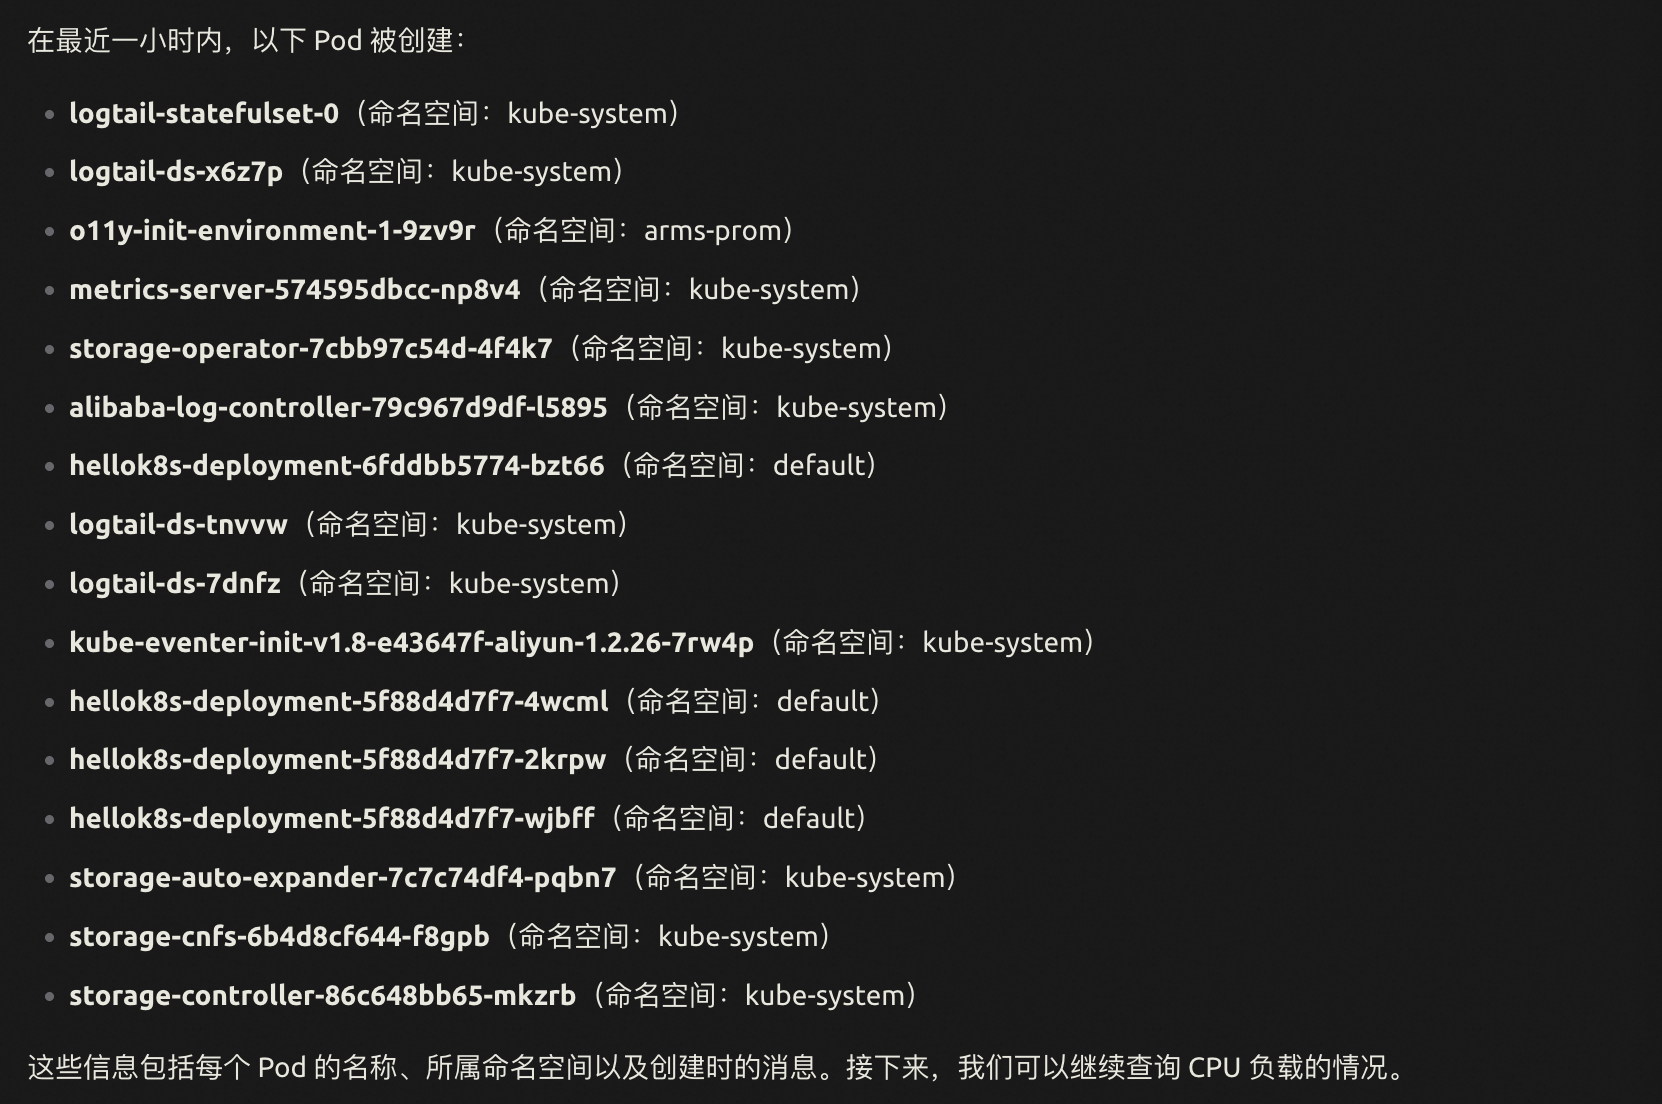 在最近一小时内，以下 Pod 被创建：
logtail-statefulset-0（命名空间：kube-system）
logtail-ds-x6z7p（命名空间：kube-system）
o11y-init-environment-1-9zv9r（命名空间：arms-prom）
metrics-server-574595dbcc-np8v4（命名空间：kube-system）
storage-operator-7cbb97c54d-4f4k7（命名空间：kube-system）
alibaba-log-controller-79c967d9df-l5895（命名空间：kube-system）
hellok8s-deployment-6fddbb5774-bzt66（命名空间：default）
logtail-ds-tnvvw（命名空间：kube-system）
logtail-ds-7dnfz（命名空间：kube-system）
kube-eventer-init-v1.8-e43647f-aliyun-1.2.26-7rw4p（命名空间：kube-system）
hellok8s-deployment-5f88d4d7f7-4wcml（命名空间：default）
hellok8s-deployment-5f88d4d7f7-2krpw（命名空间：default）
hellok8s-deployment-5f88d4d7f7-wjbff（命名空间：default）
storage-auto-expander-7c7c74df4-pqbn7（命名空间：kube-system）
storage-cnfs-6b4d8cf644-f8gpb（命名空间：kube-system）
storage-controller-86c648bb65-mkzrb（命名空间：kube-system）
这些信息包括每个 Pod 的名称、所属命名空间以及创建时的消息。接下来，我们可以继续查询 CPU 负载的情况。